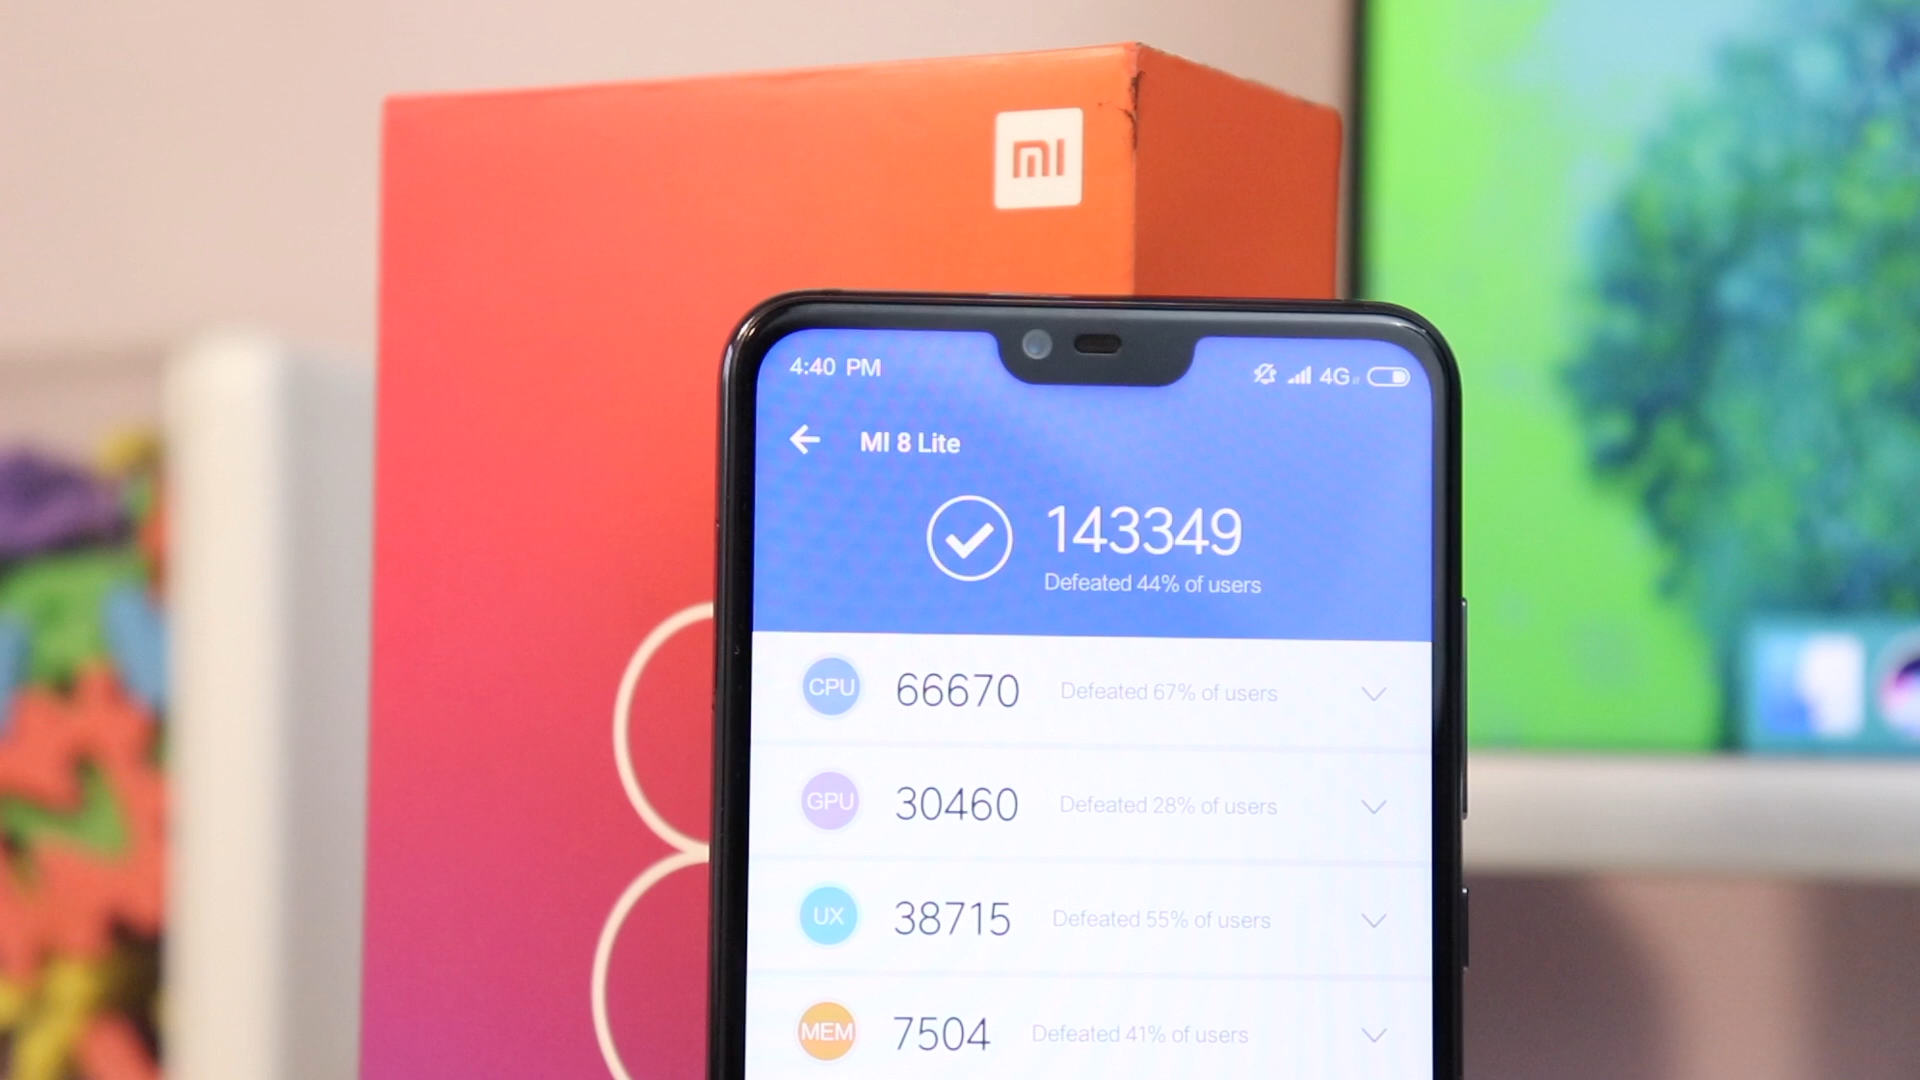 mi
4:40 PM 4G
MI 8 Lite
143349
Defeated 44% of users
CPU 66670 Defeated 67% of users
GPU 30460 Defeated 28% of users
UX 38715 Defeated 55% of users
MEM 7504 Defeated 41% of users
8